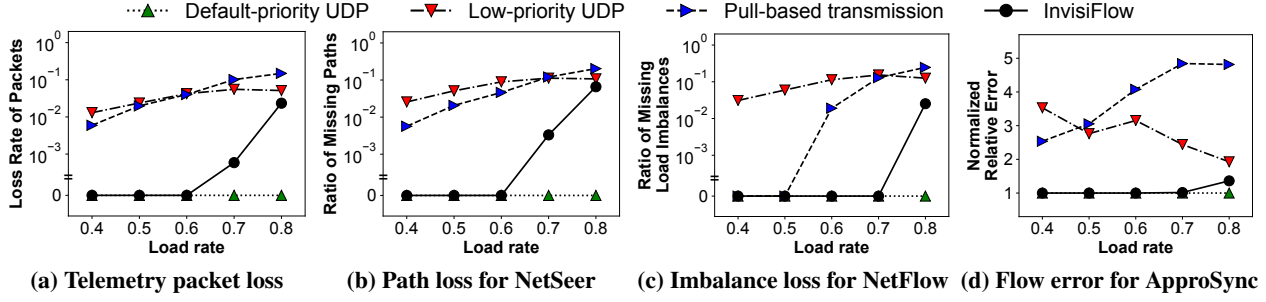 Default-priority UDP Low-priority UDP Pull-based transmission InvisiFlow
Loss Rate of Packets
10^0
10^-1
10^-2
10^-3
0
0.4 0.5 0.6 0.7 0.8
Load rate
(a) Telemetry packet loss
Ratio of Missing Paths
10^0
10^-1
10^-2
10^-3
0
0.4 0.5 0.6 0.7 0.8
Load rate
(b) Path loss for NetSeer
Ratio of Missing
Load Imbalances
10^0
10^-1
10^-2
10^-3
0
0.4 0.5 0.6 0.7 0.8
Load rate
(c) Imbalance loss for NetFlow
Normalized
Relative Error
5
4
3
2
1
0.4 0.5 0.6 0.7 0.8
Load rate
(d) Flow error for ApproSync